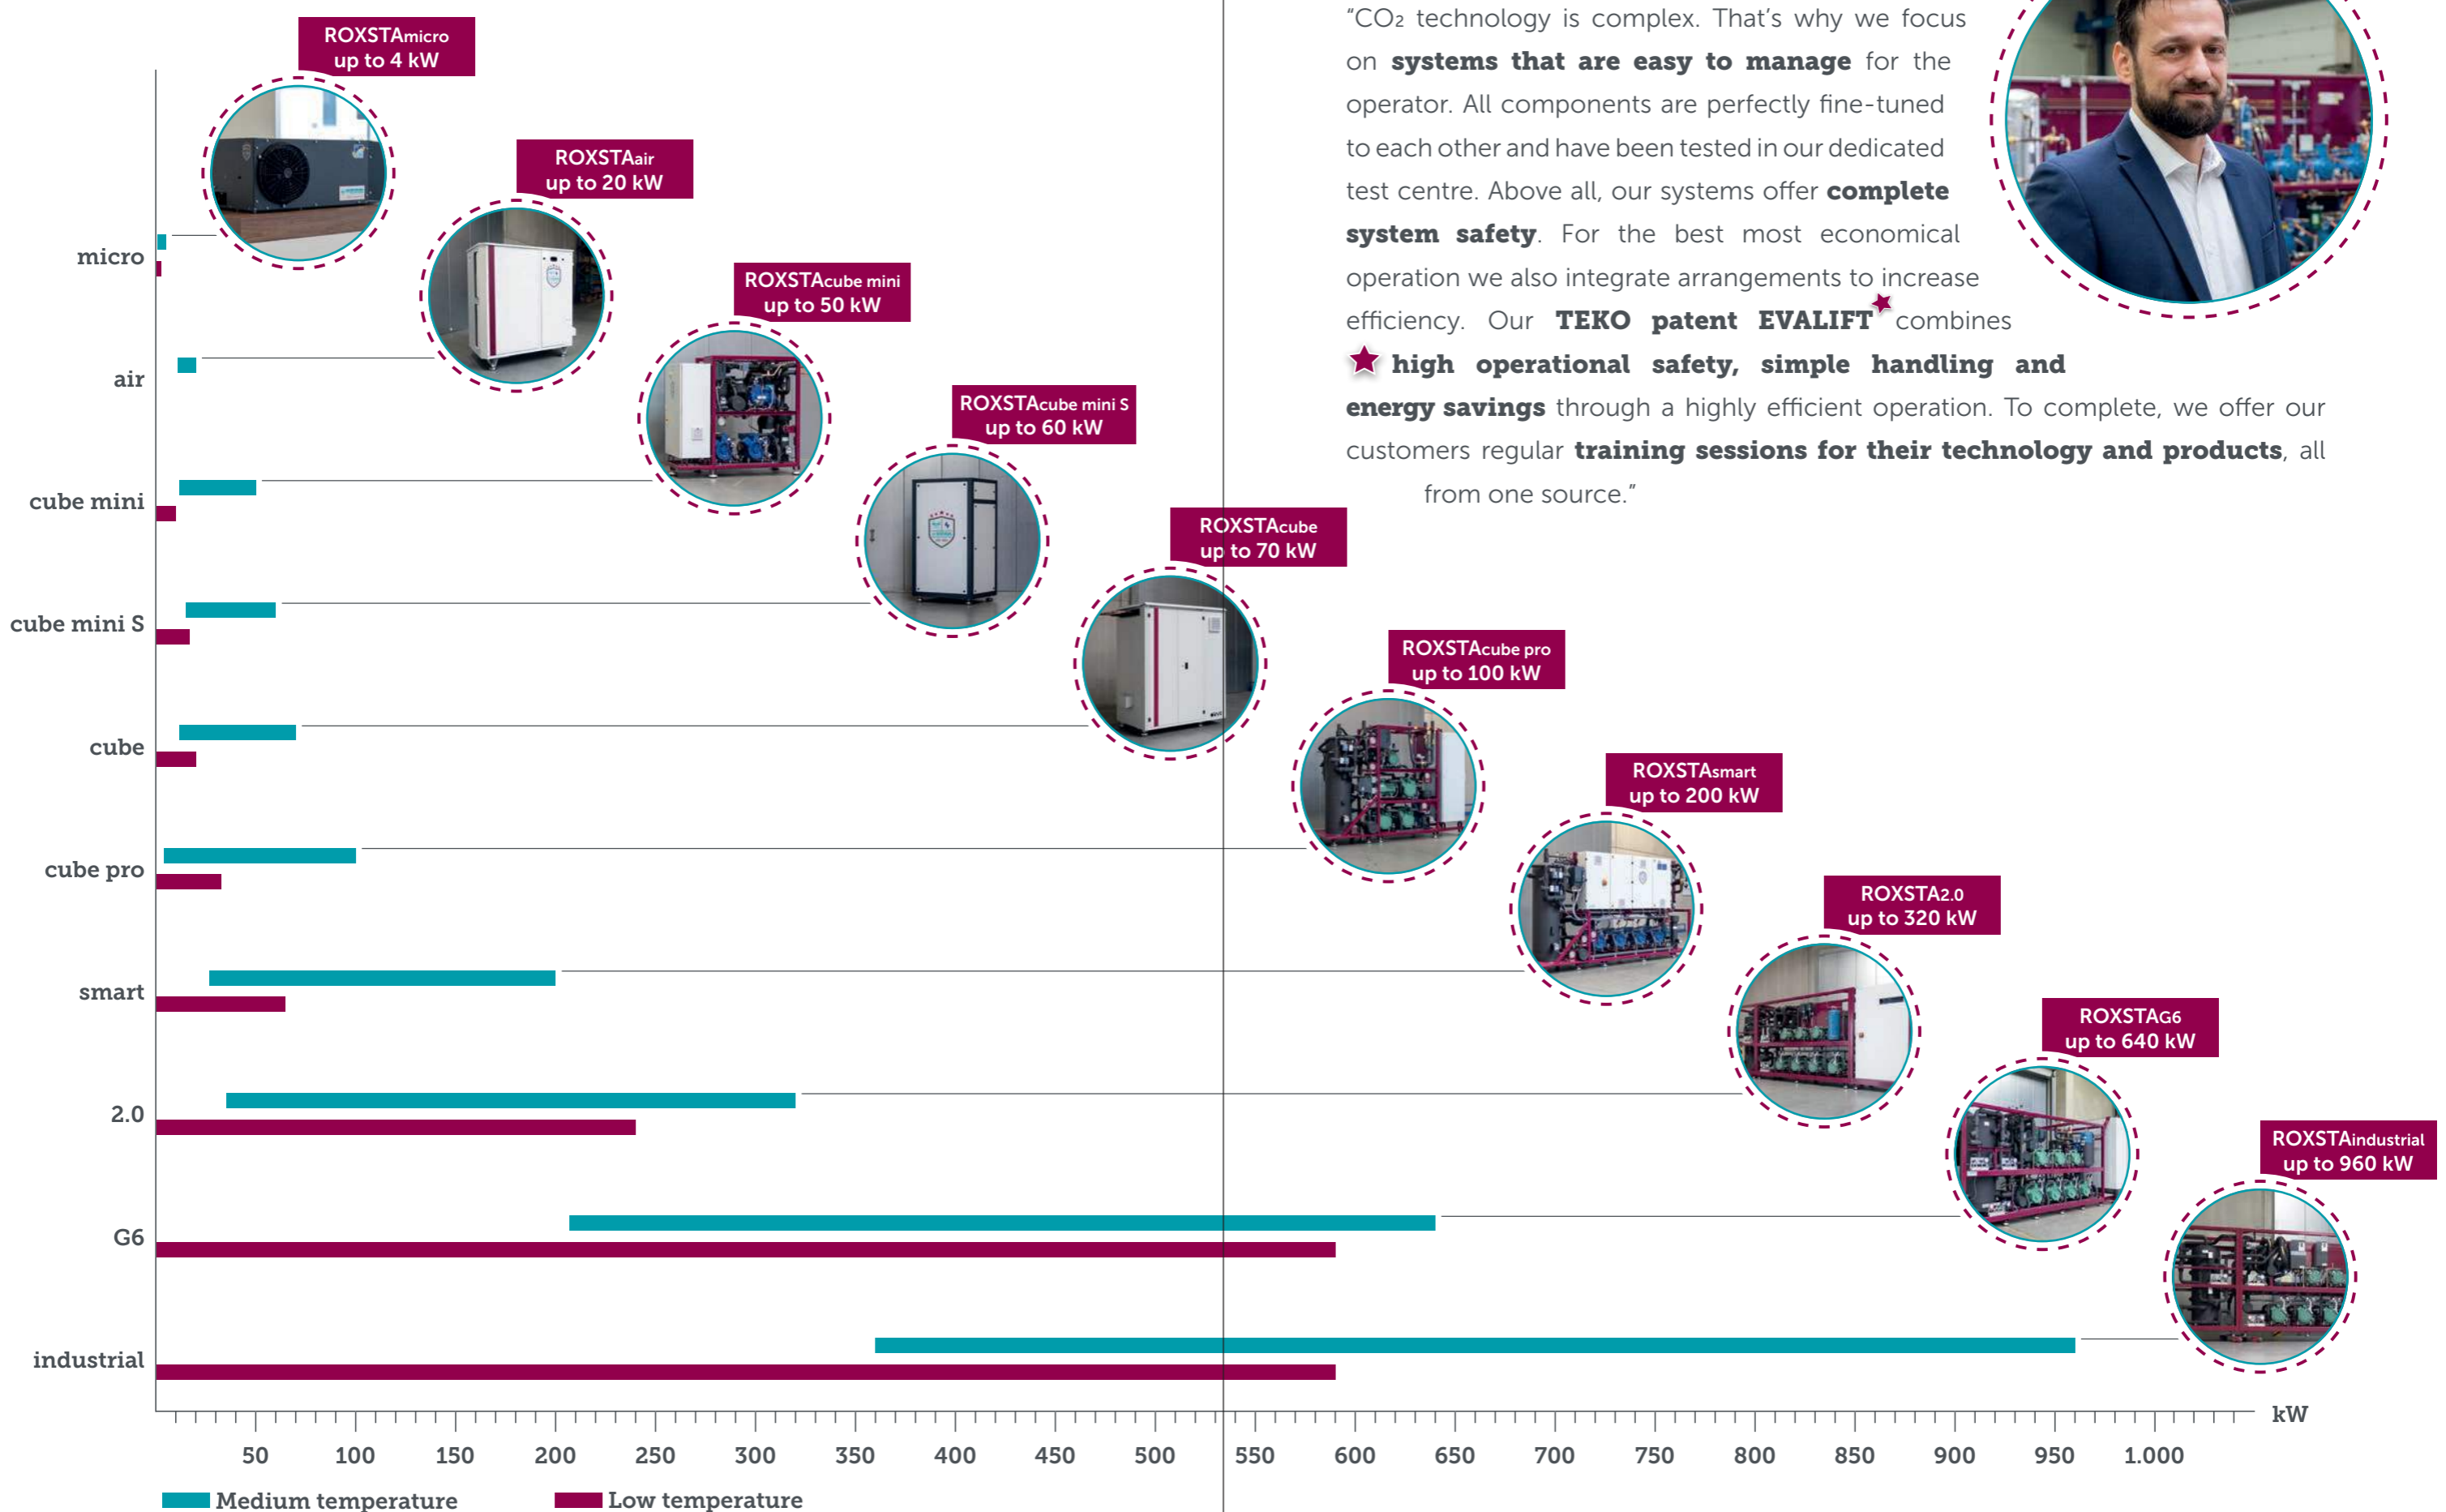 ROXSTAmicro
up to 4 kW
ROXSTAair
up to 20 kW
ROXSTAcube mini
up to 50 kW
ROXSTAcube mini S
up to 60 kW
ROXSTAcube
up to 70 kW
ROXSTAcube pro
up to 100 kW
ROXSTAsmart
up to 200 kW
ROXSTA2.0
up to 320 kW
ROXSTAG6
up to 640 kW
ROXSTAindustrial
up to 960 kW
micro
air
cube mini
cube mini S
cube
cube pro
smart
2.0
G6
industrial
50 100 150 200 250 300 350 400 450 500 550 600 650 700 750 800 850 900 950 1.000
kW
Medium temperature
Low temperature
“CO2 technology is complex. That’s why we focus
on systems that are easy to manage for the
operator. All components are perfectly fine-tuned
to each other and have been tested in our dedicated
test centre. Above all, our systems offer complete
system safety. For the best most economical
operation we also integrate arrangements to increase
efficiency. Our TEKO patent EVALIFT combines
high operational safety, simple handling and
energy savings through a highly efficient operation. To complete, we offer our
customers regular training sessions for their technology and products, all
from one source.”